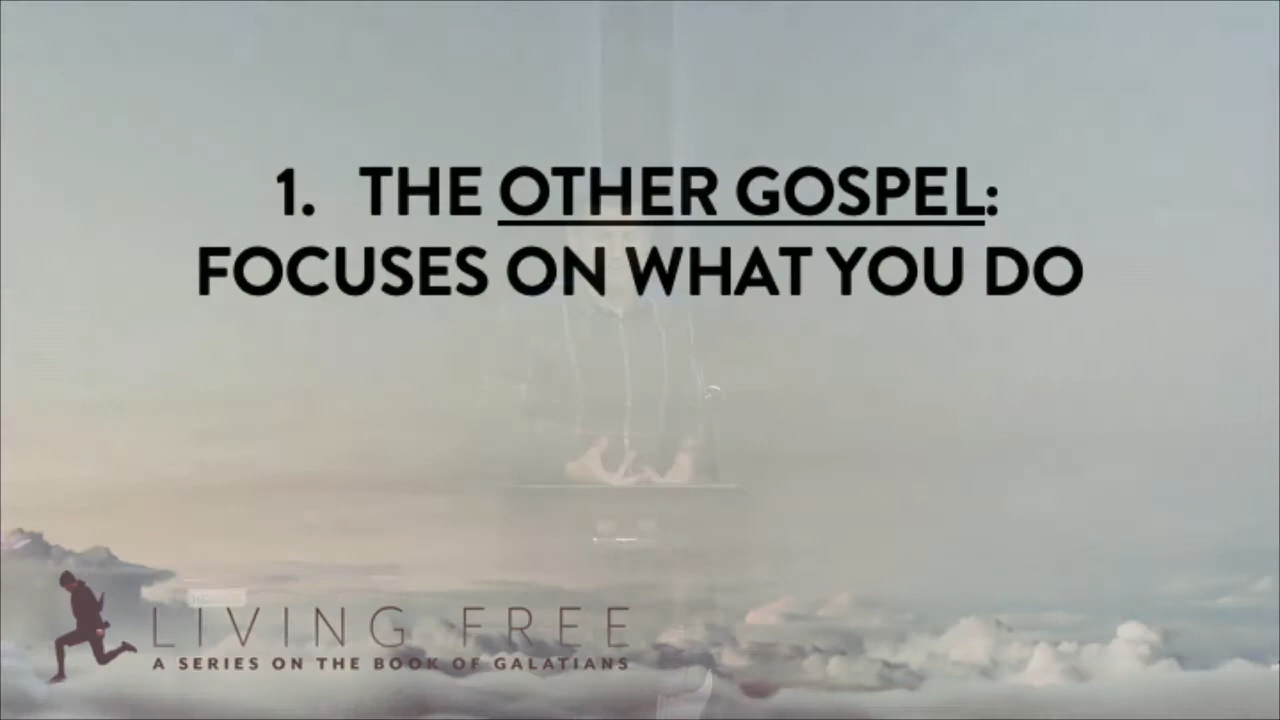 1. THE OTHER GOSPEL:
FOCUSES ON WHAT YOU DO
LIVING FREE
A SERIES ON THE BOOK OF GALATIANS